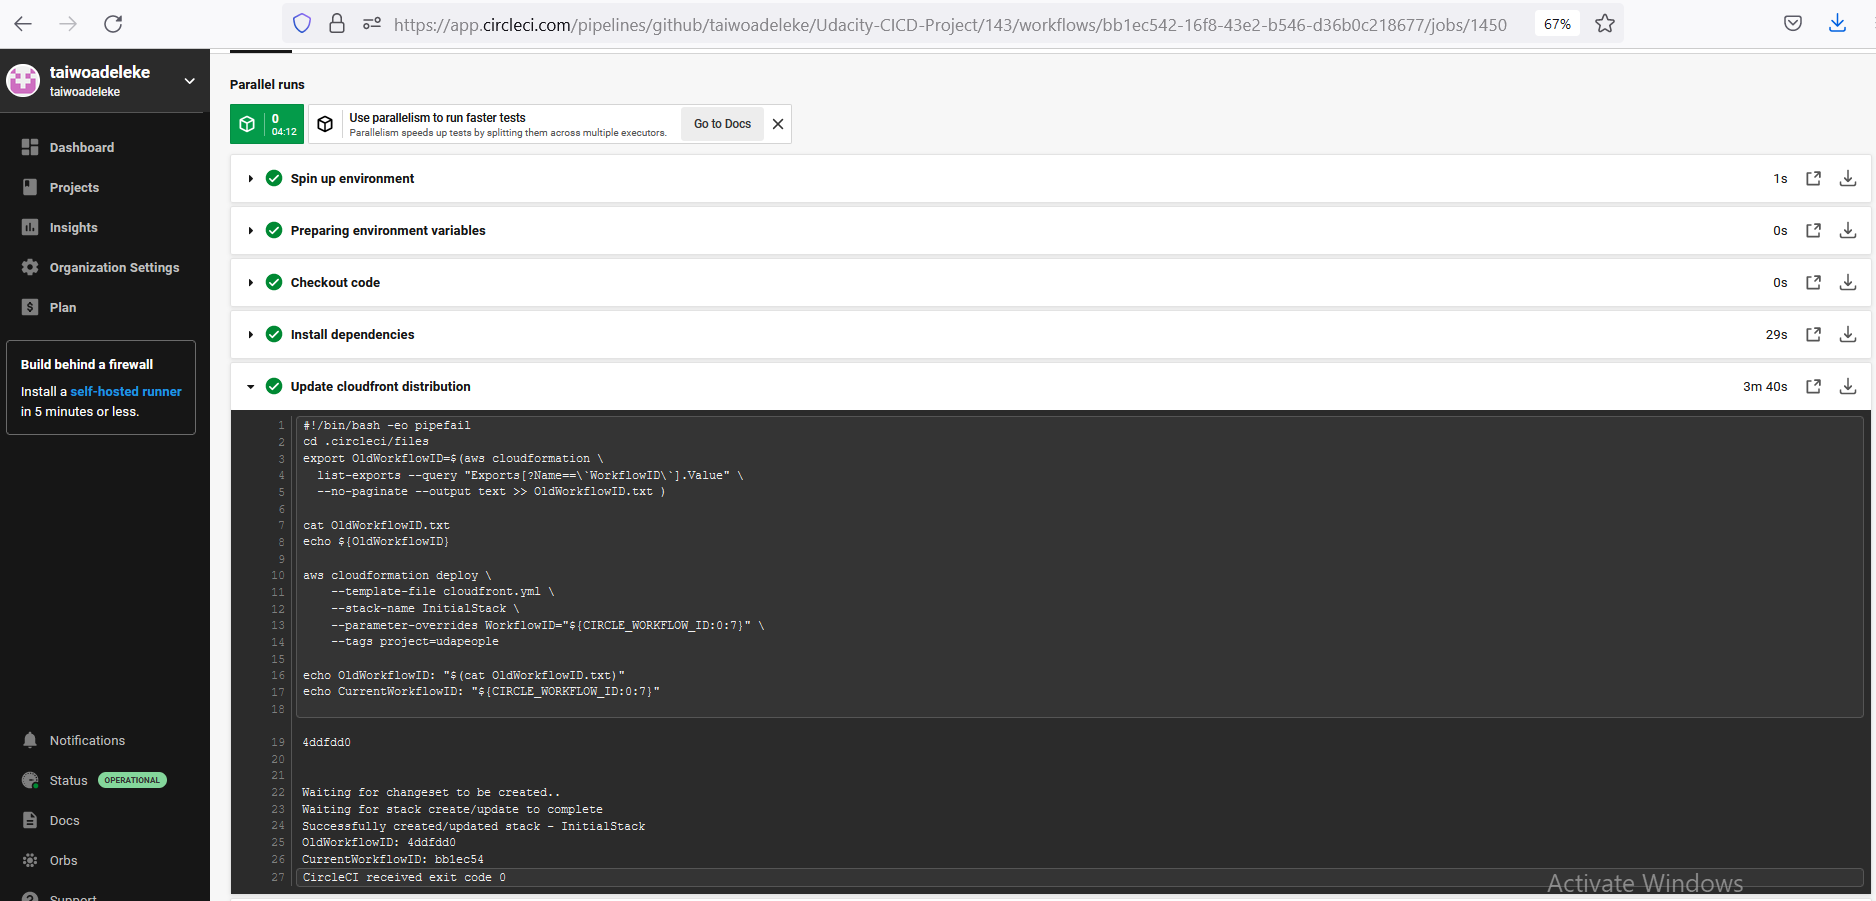 https://app.circleci.com/pipelines/github/taiwoadeleke/Udacity-CICD-Project/143/workflows/bb1ec542-16f8-43e2-b546-d36b0c218677/jobs/1450
67%
taiwoadeleke
taiwoadeleke
Dashboard
Projects
Insights
Organization Settings
Plan
Build behind a firewall
Install a self-hosted runner
in 5 minutes or less.
Notifications
Status OPERATIONAL
Docs
Orbs
Support
Parallel runs
0
04:12
Use parallelism to run faster tests
Parallelism speeds up tests by splitting them across multiple executors.
Go to Docs
Spin up environment 1s
Preparing environment variables 0s
Checkout code 0s
Install dependencies 29s
Update cloudfront distribution 3m 40s
1 #!/bin/bash -eo pipefail
2 cd .circleci/files
3 export OldWorkflowID=$(aws cloudformation \
4 list-exports --query "Exports[?Name==\`WorkflowID\`].Value" \
5 --no-paginate --output text >> OldWorkflowID.txt )
6
7 cat OldWorkflowID.txt
8 echo ${OldWorkflowID}
9
10 aws cloudformation deploy \
11 --template-file cloudfront.yml \
12 --stack-name InitialStack \
13 --parameter-overrides WorkflowID="${CIRCLE_WORKFLOW_ID:0:7}" \
14 --tags project=udapeople
15
16 echo OldWorkflowID: "$(cat OldWorkflowID.txt)"
17 echo CurrentWorkflowID: "${CIRCLE_WORKFLOW_ID:0:7}"
18
19 4ddfdd0
20
21
22 Waiting for changeset to be created..
23 Waiting for stack create/update to complete
24 Successfully created/updated stack - InitialStack
25 OldWorkflowID: 4ddfdd0
26 CurrentWorkflowID: bb1ec54
27 CircleCI received exit code 0
Activate Windows